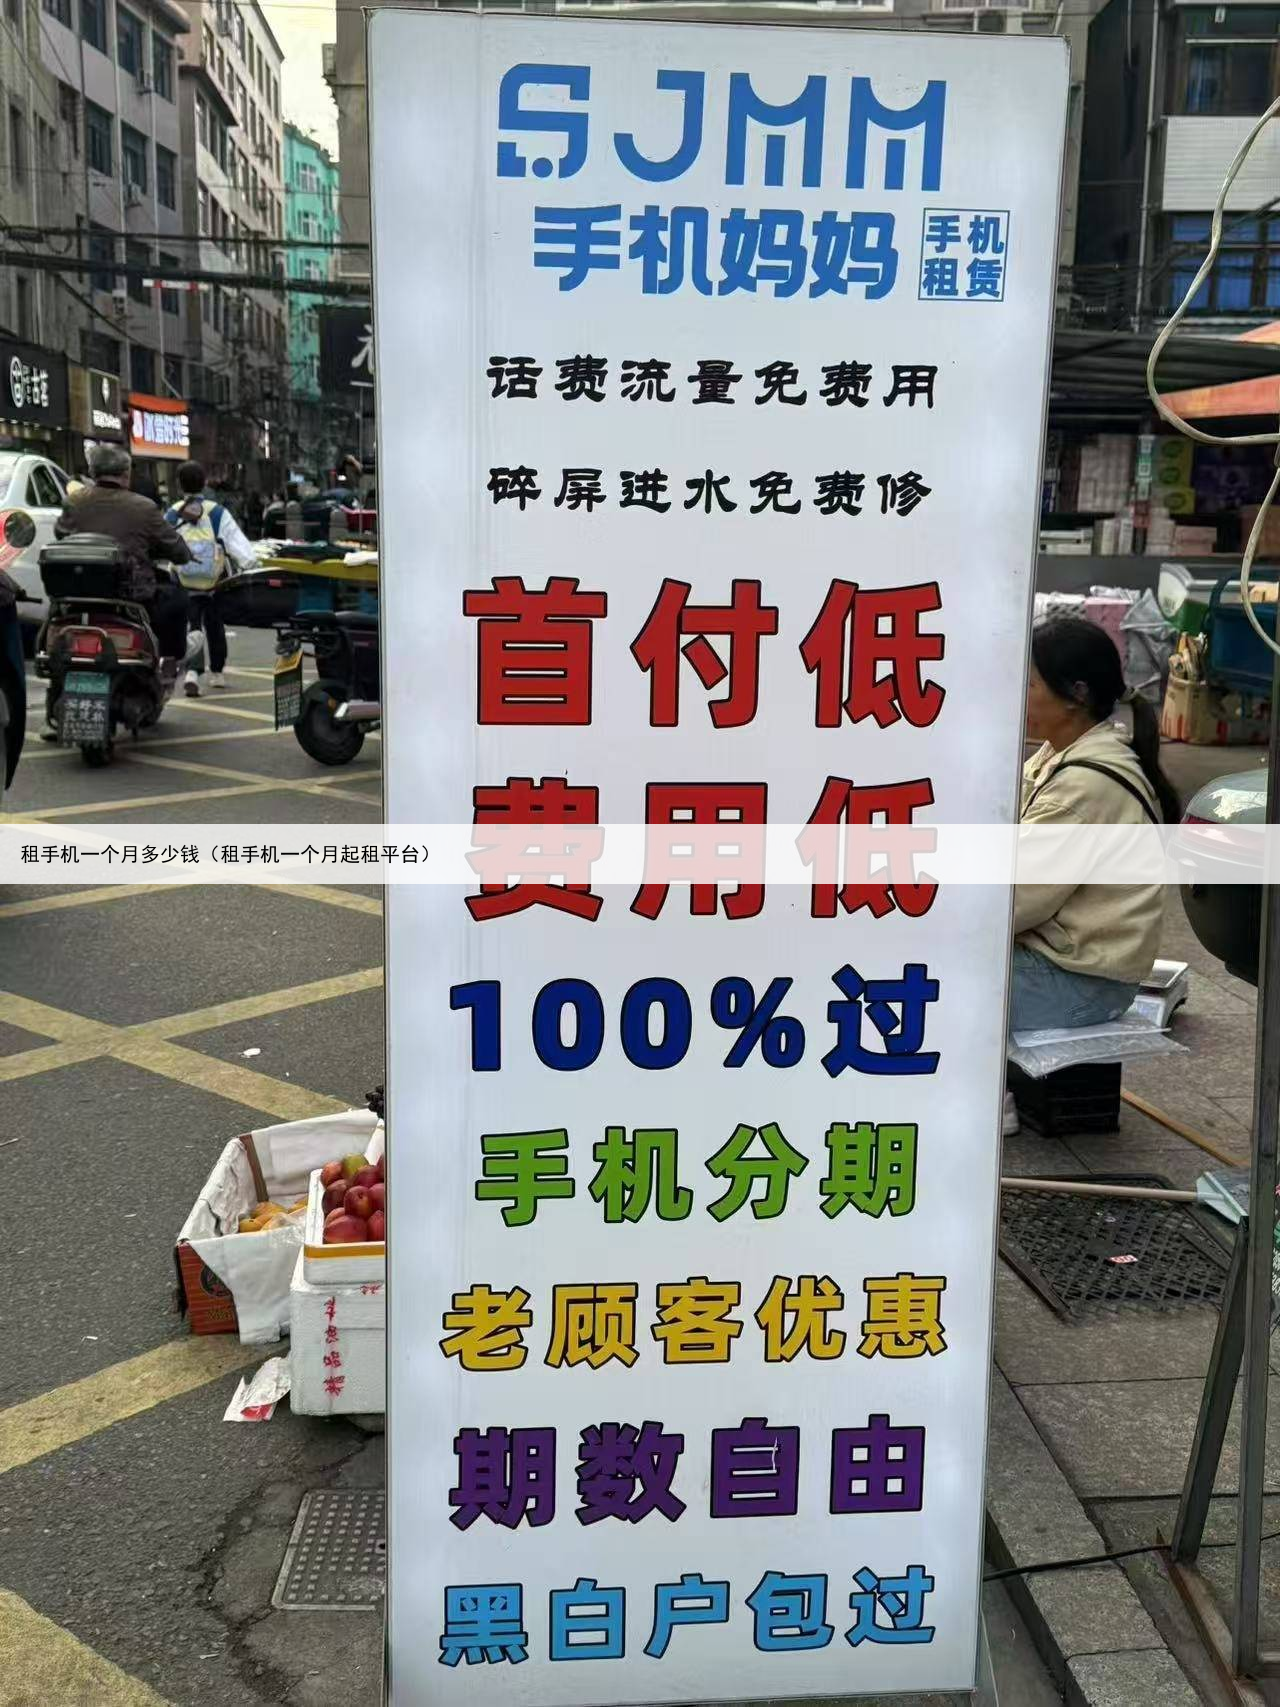 SJMM
手机妈妈
手机
租赁
话费流量免费用
碎屏进水免费修
首付低
费用低
租手机一个月多少钱（租手机一个月起租平台）
100%过
手机分期
老顾客优惠
期数自由
黑白户包过